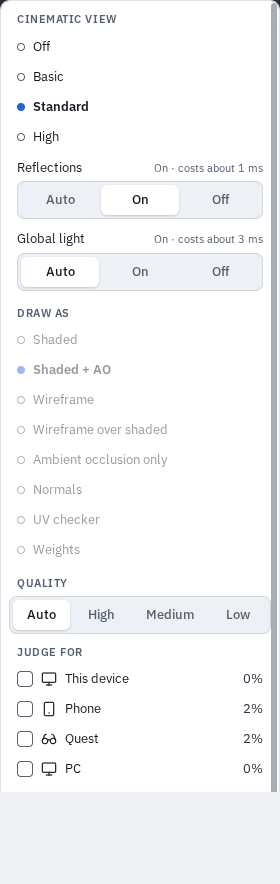 CINEMATIC VIEW
Off
Basic
Standard
High
Reflections On · costs about 1 ms
Auto On Off
Global light On · costs about 3 ms
Auto On Off
DRAW AS
Shaded
Shaded + AO
Wireframe
Wireframe over shaded
Ambient occlusion only
Normals
UV checker
Weights
QUALITY
Auto High Medium Low
JUDGE FOR
This device 0%
Phone 2%
Quest 2%
PC 0%